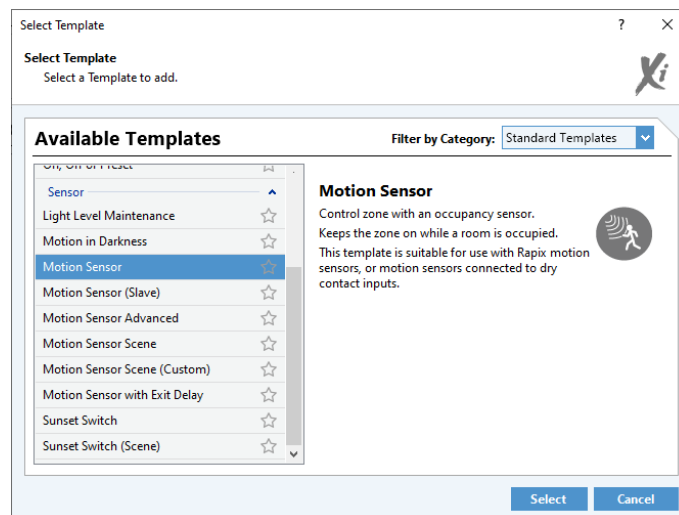 Select Template
?
Select Template
Select a Template to add.
Xi
Available Templates
Filter by Category:
Standard Templates
On, Off or Preset
Sensor
Light Level Maintenance
Motion in Darkness
Motion Sensor
Motion Sensor (Slave)
Motion Sensor Advanced
Motion Sensor Scene
Motion Sensor Scene (Custom)
Motion Sensor with Exit Delay
Sunset Switch
Sunset Switch (Scene)
Motion Sensor
Control zone with an occupancy sensor.
Keeps the zone on while a room is occupied.
This template is suitable for use with Rapix motion
sensors, or motion sensors connected to dry
contact inputs.
Select
Cancel